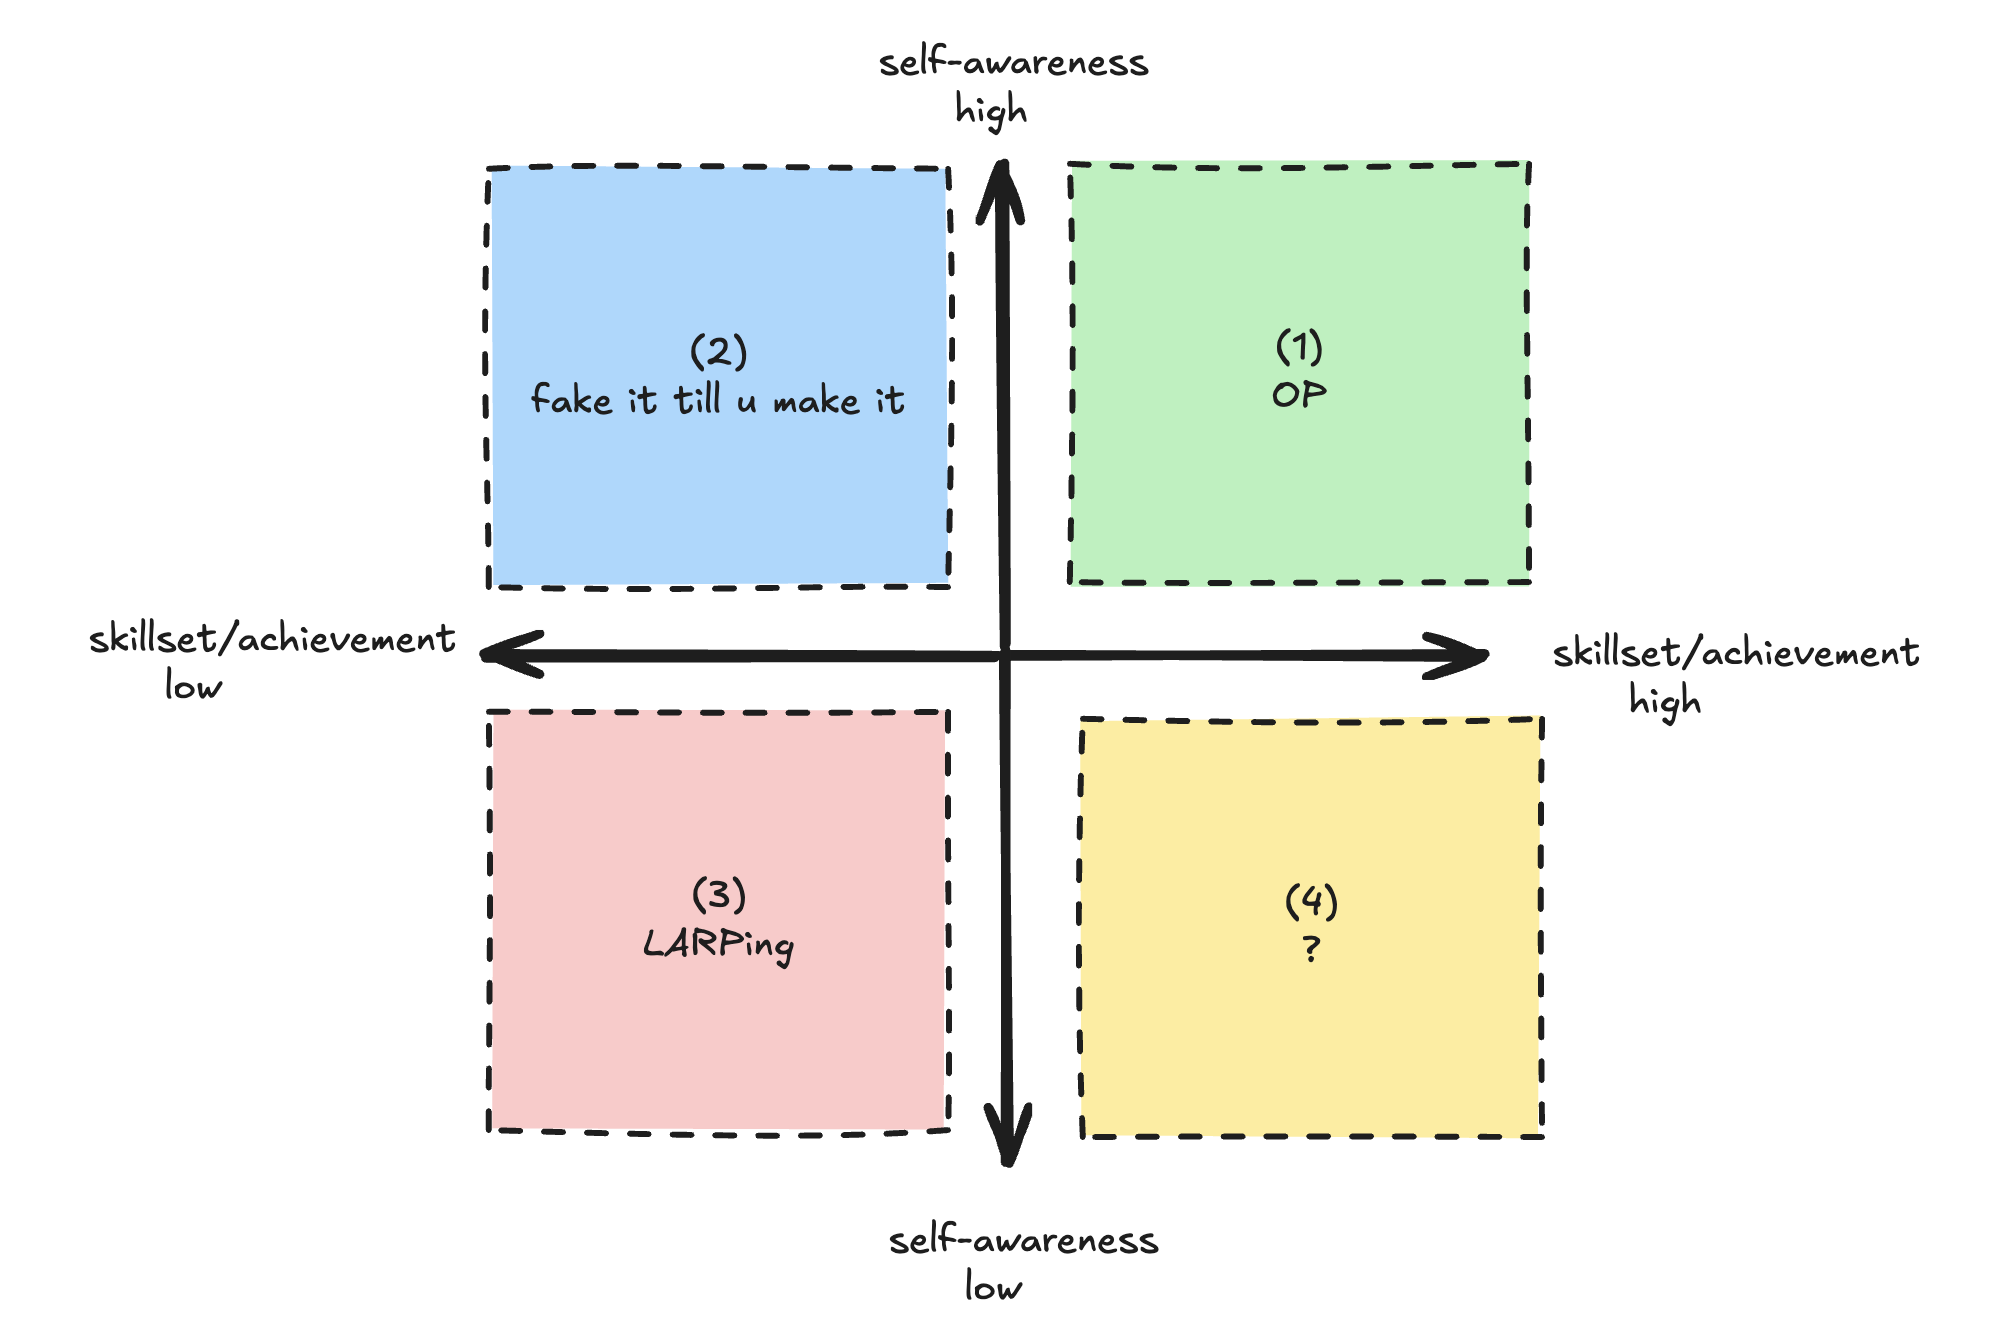 self-awareness
high
(2)
fake it till u make it
(1)
OP
skillset/achievement
low
skillset/achievement
high
(3)
LARPing
(4)
?
self-awareness
low